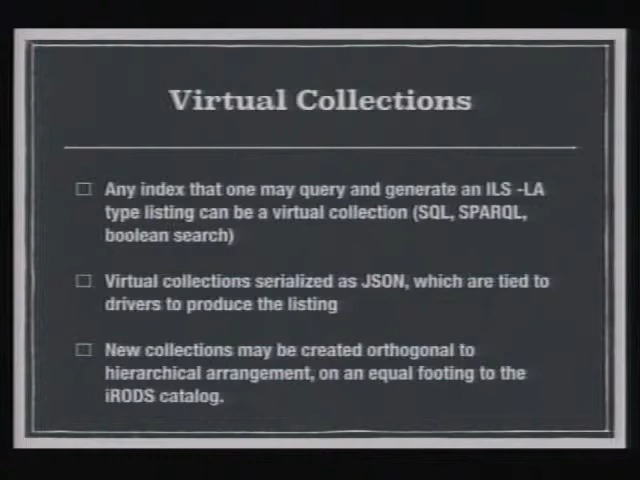 Virtual Collections
Any index that one may query and generate an ILS -LA
type listing can be a virtual collection (SQL, SPARQL,
boolean search)
Virtual collections serialized as JSON, which are tied to
drivers to produce the listing
New collections may be created orthogonal to
hierarchical arrangement, on an equal footing to the
iRODS catalog.